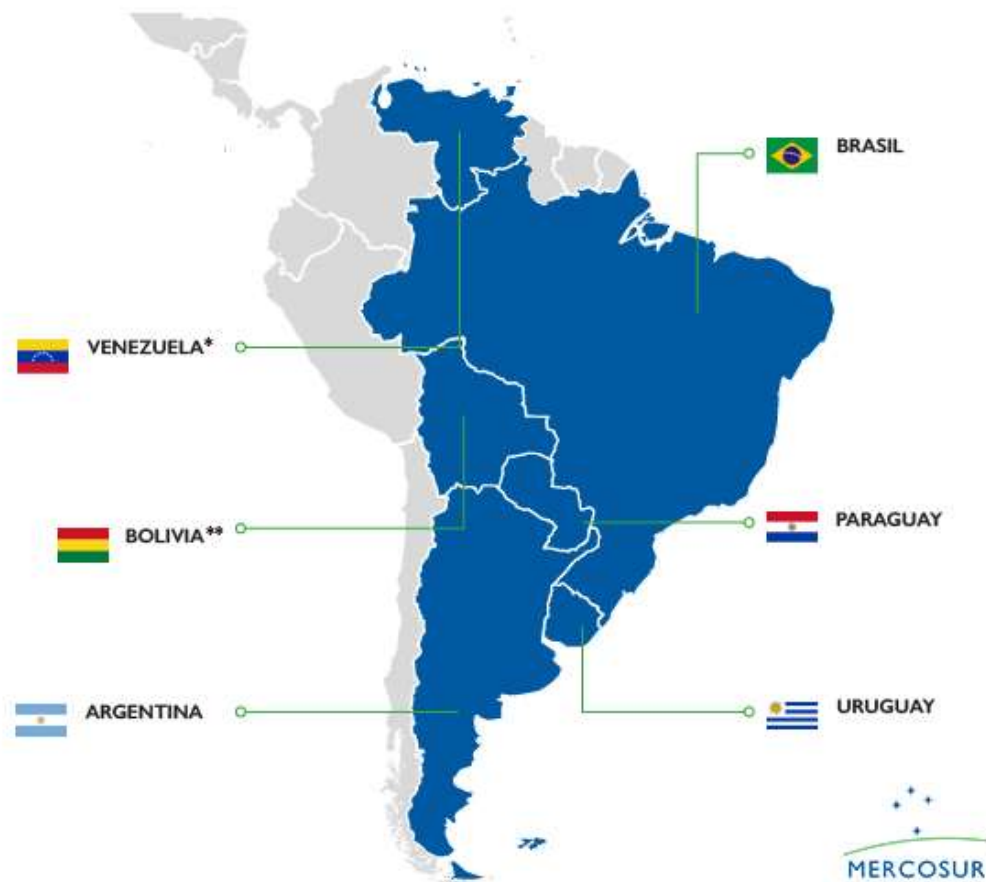 BRASIL
VENEZUELA*
BOLIVIA**
PARAGUAY
ARGENTINA
URUGUAY
MERCOSUR